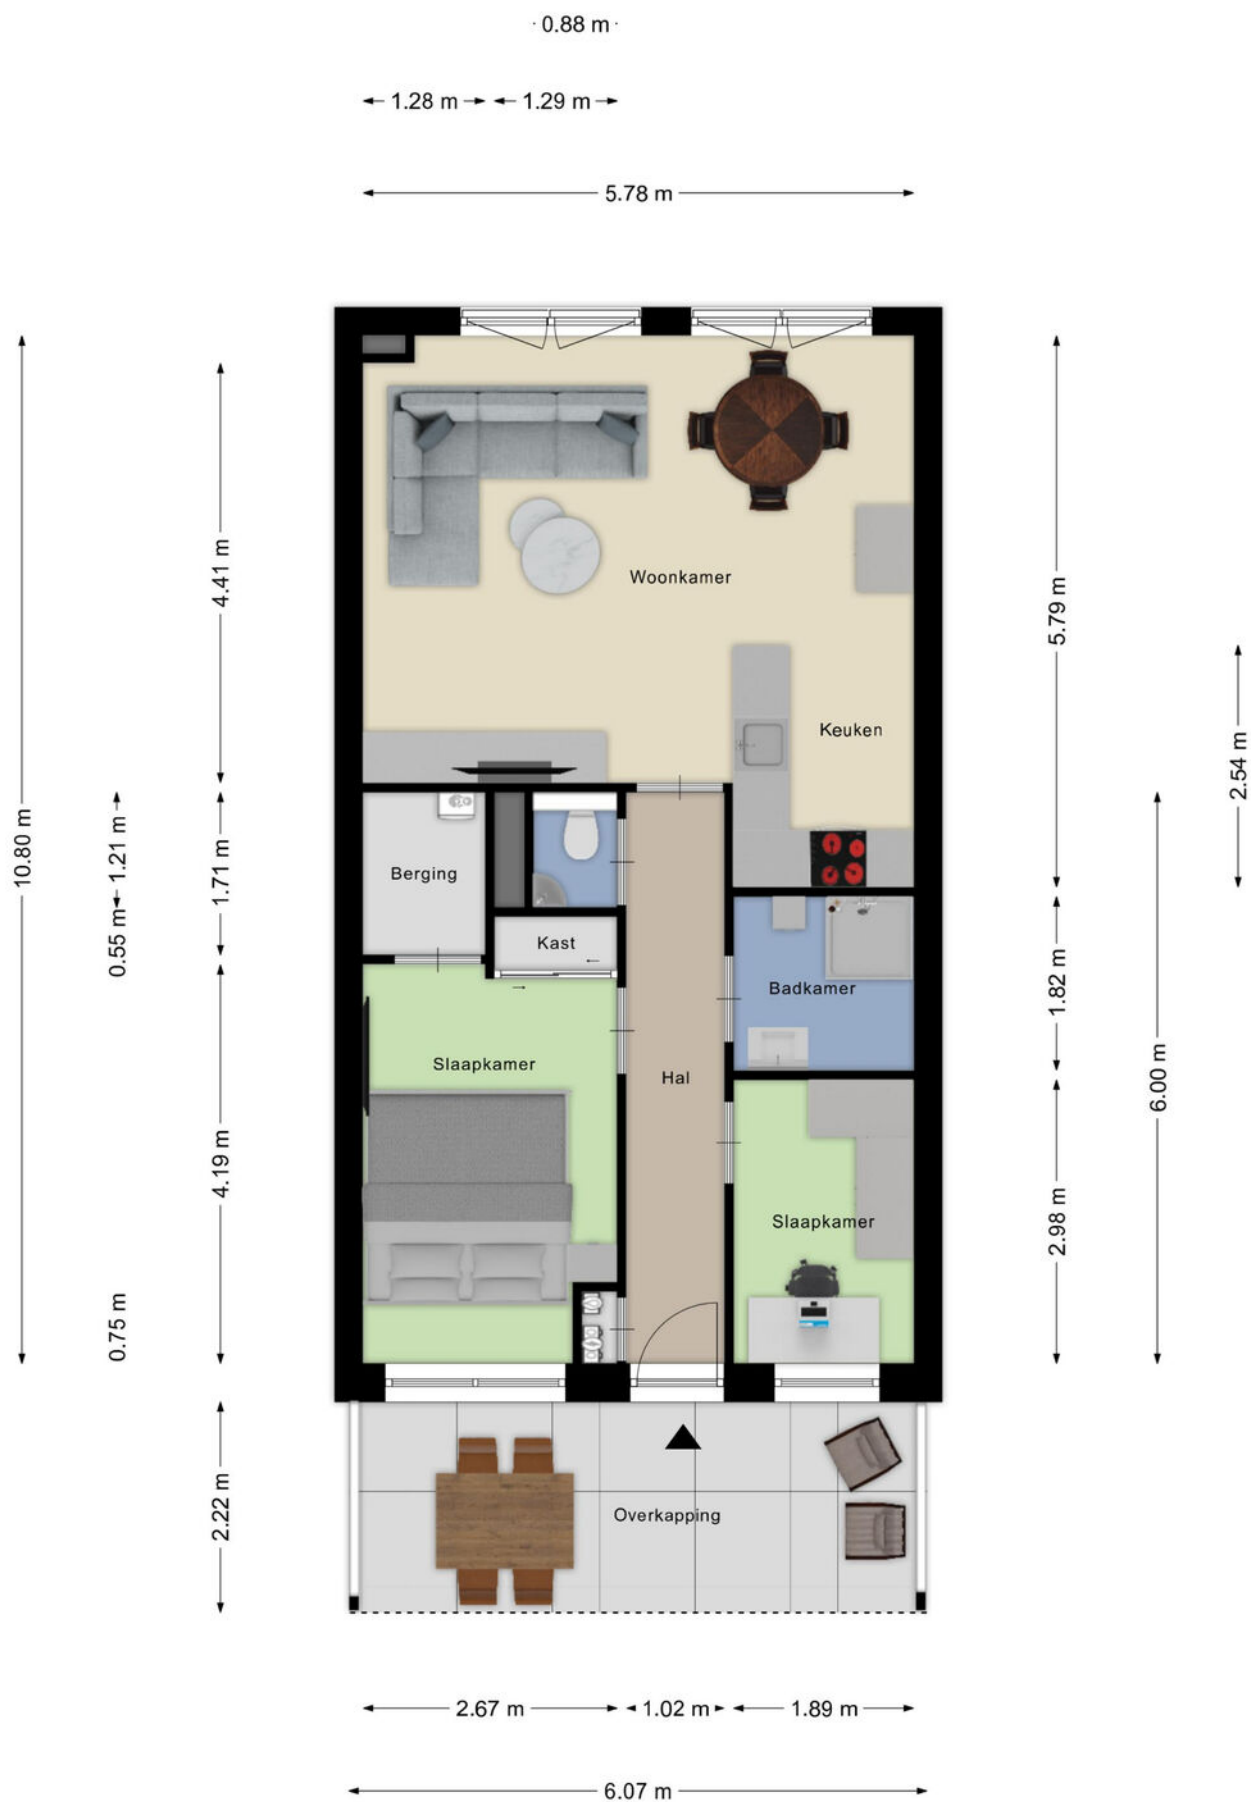 0.88 m
1.28 m
1.29 m
5.78 m
Woonkamer
Keuken
4.41 m
5.79 m
2.54 m
10.80 m
1.21 m
1.71 m
0.55 m
Berging
Kast
Badkamer
1.82 m
6.00 m
Slaapkamer
Hal
4.19 m
Slaapkamer
2.98 m
0.75 m
2.22 m
Overkapping
2.67 m
1.02 m
1.89 m
6.07 m